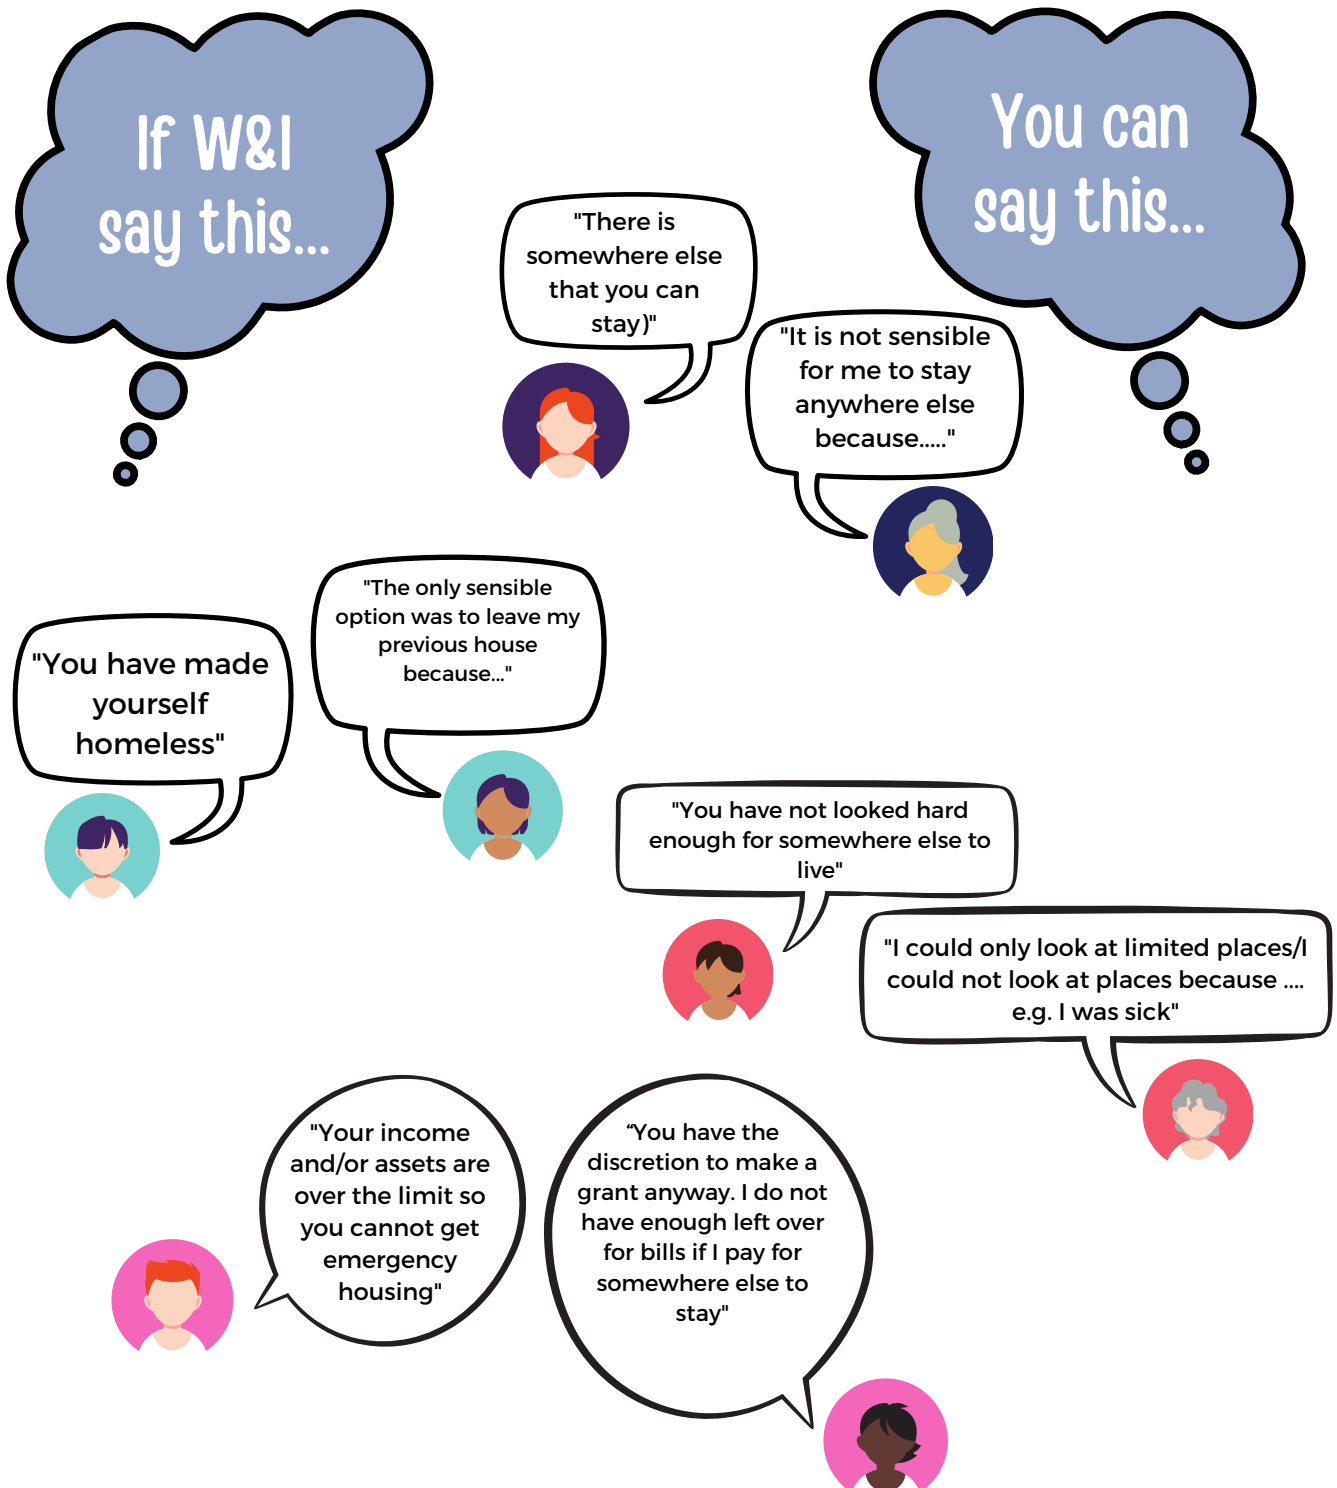 If W&I
say this...
You can
say this...
"There is
somewhere else
that you can
stay)"
"It is not sensible
for me to stay
anywhere else
because....."
"You have made
yourself
homeless"
"The only sensible
option was to leave my
previous house
because..."
"You have not looked hard
enough for somewhere else to
live"
"I could only look at limited places/I
could not look at places because ....
e.g. I was sick"
"Your income
and/or assets are
over the limit so
you cannot get
emergency
housing"
“You have the
discretion to make a
grant anyway. I do not
have enough left over
for bills if I pay for
somewhere else to
stay"